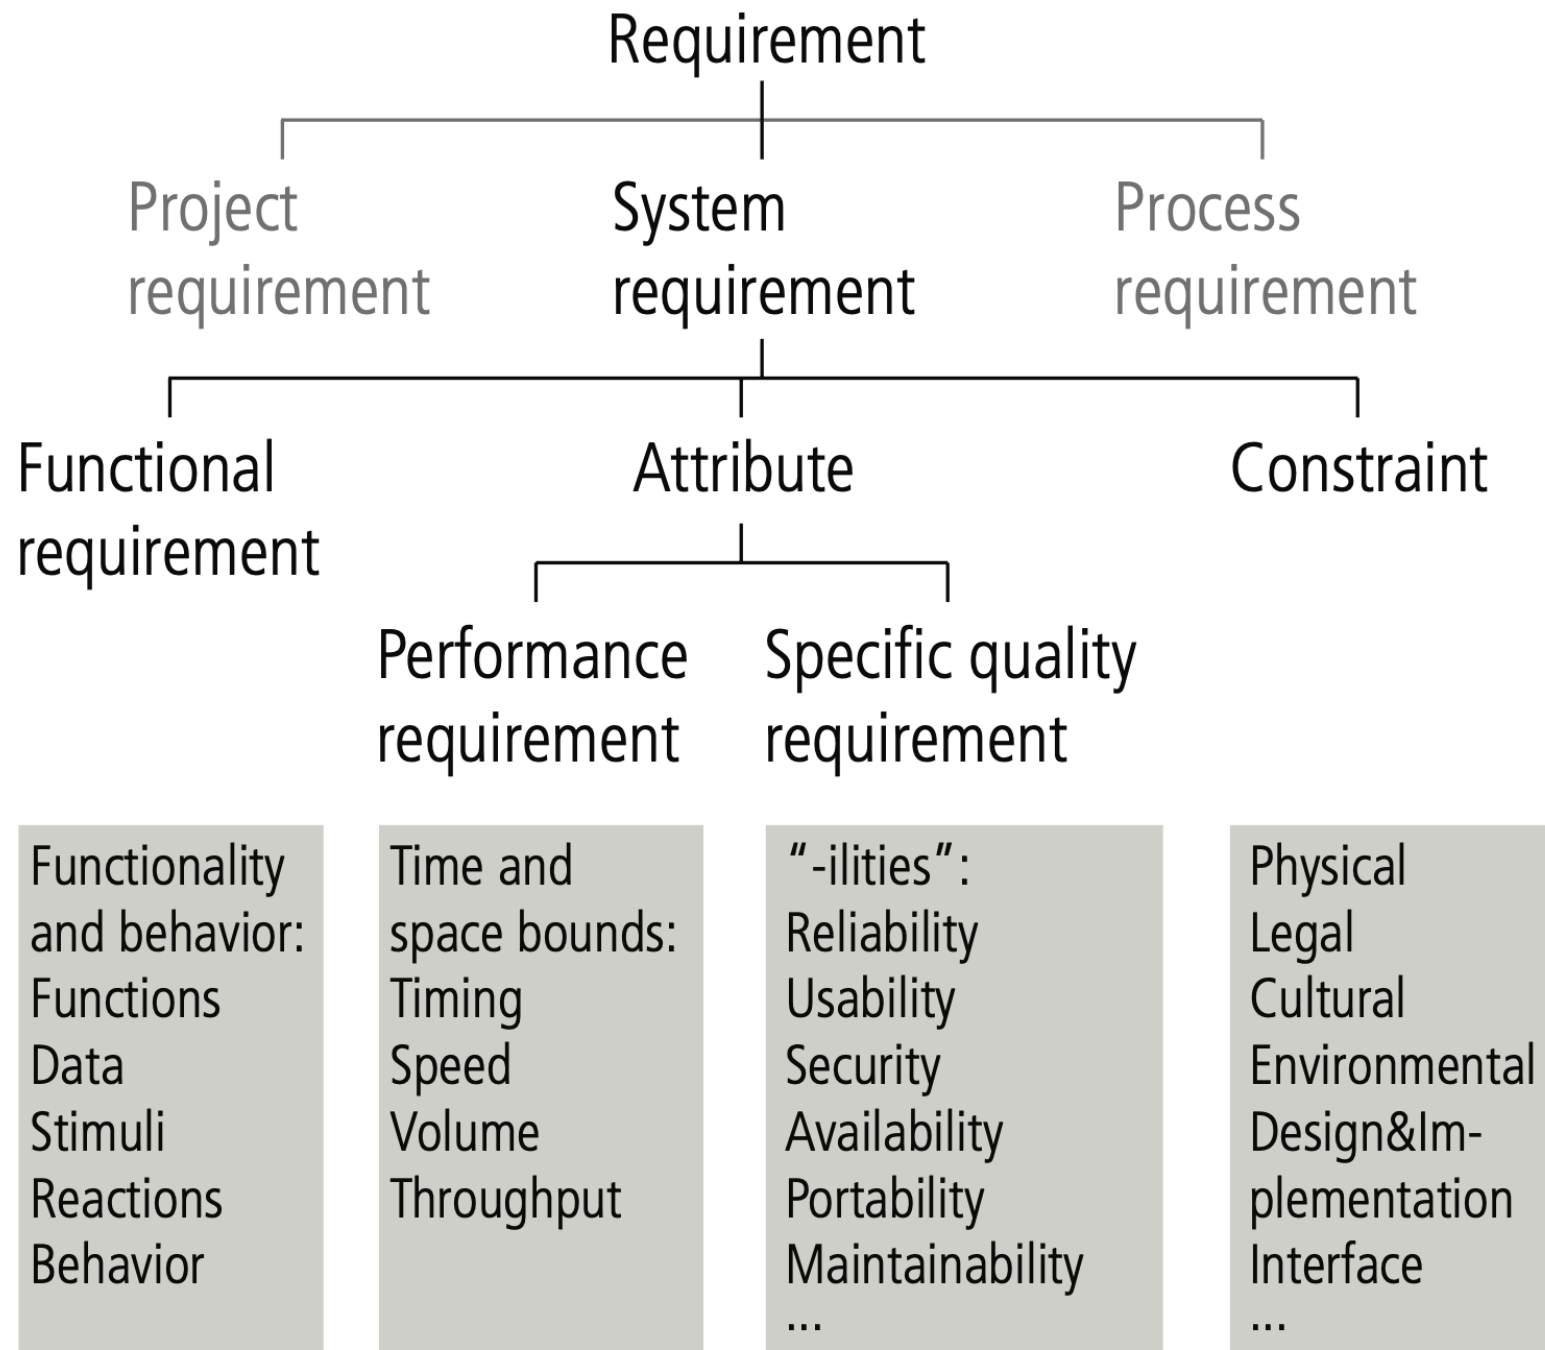 Requirement
Project
requirement
System
requirement
Process
requirement
Functional
requirement
Attribute
Constraint
Performance
requirement
Specific quality
requirement
Functionality
and behavior:
Functions
Data
Stimuli
Reactions
Behavior
Time and
space bounds:
Timing
Speed
Volume
Throughput
“-ilities”:
Reliability
Usability
Security
Availability
Portability
Maintainability
...
Physical
Legal
Cultural
Environmental
Design&Im-
plementation
Interface
...